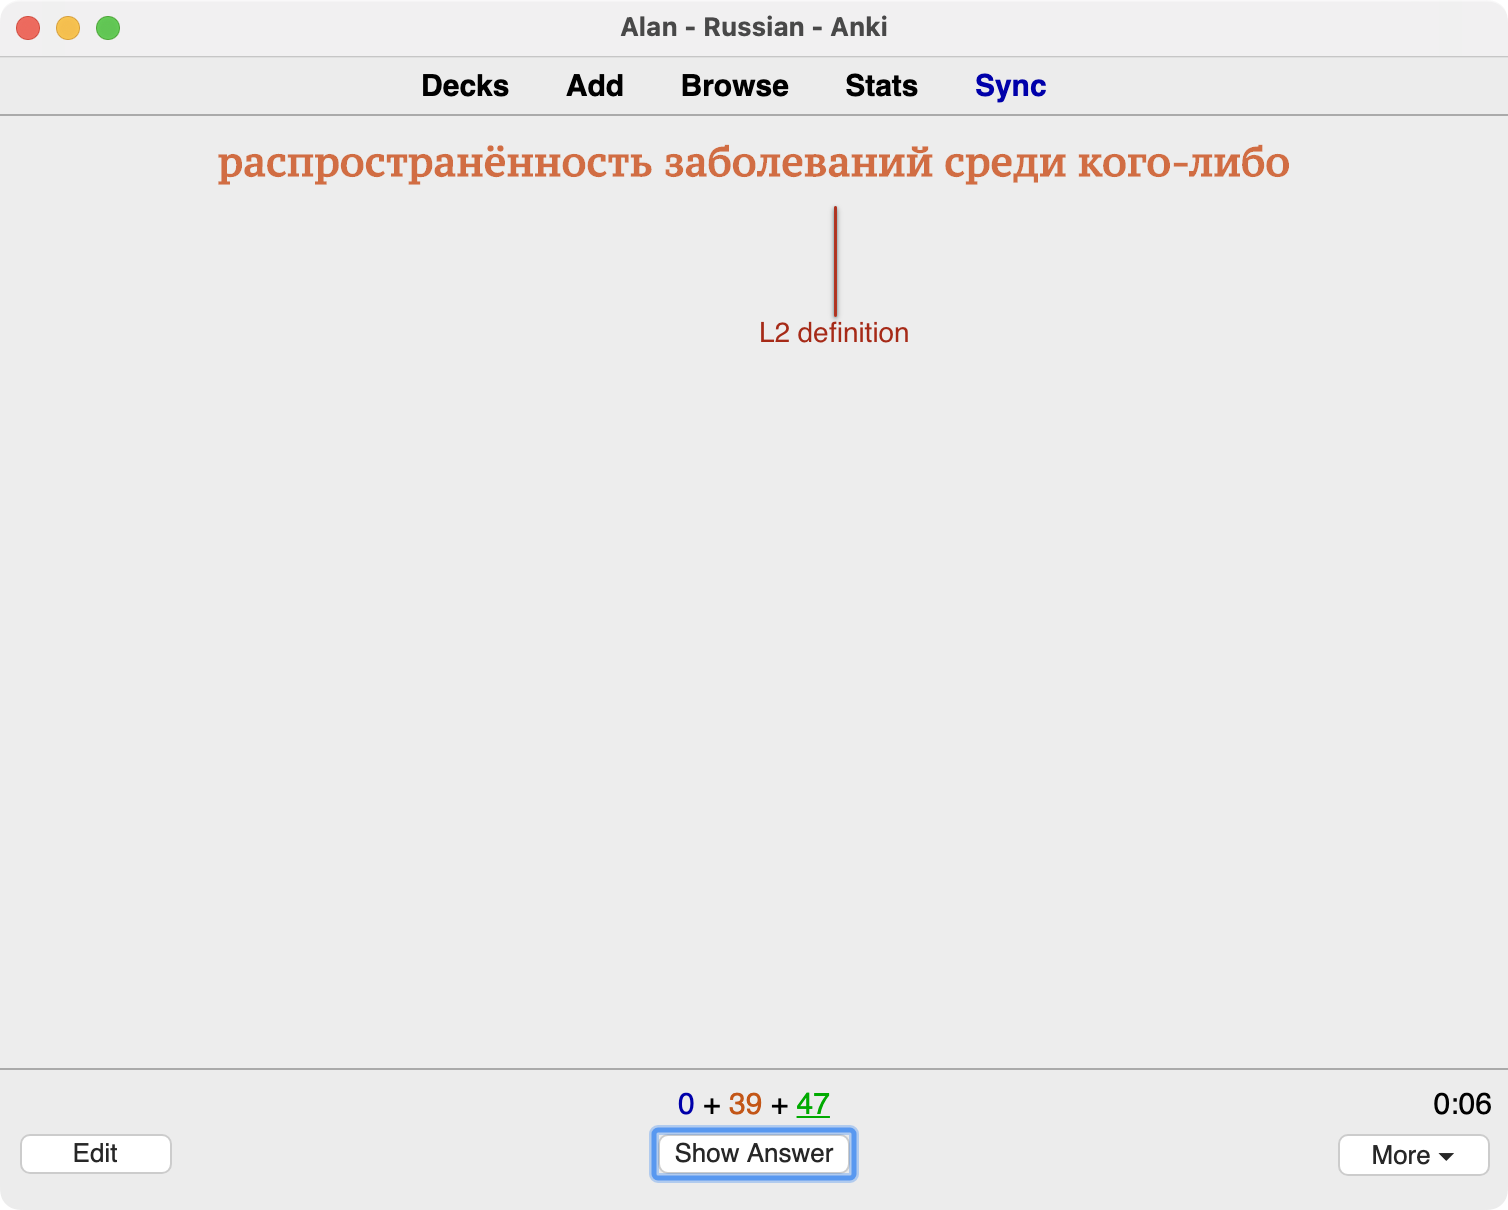 Alan - Russian - Anki
Decks Add Browse Stats Sync
распространённость заболеваний среди кого-либо
L2 definition
0 + 39 + 47
0:06
Edit
Show Answer
More